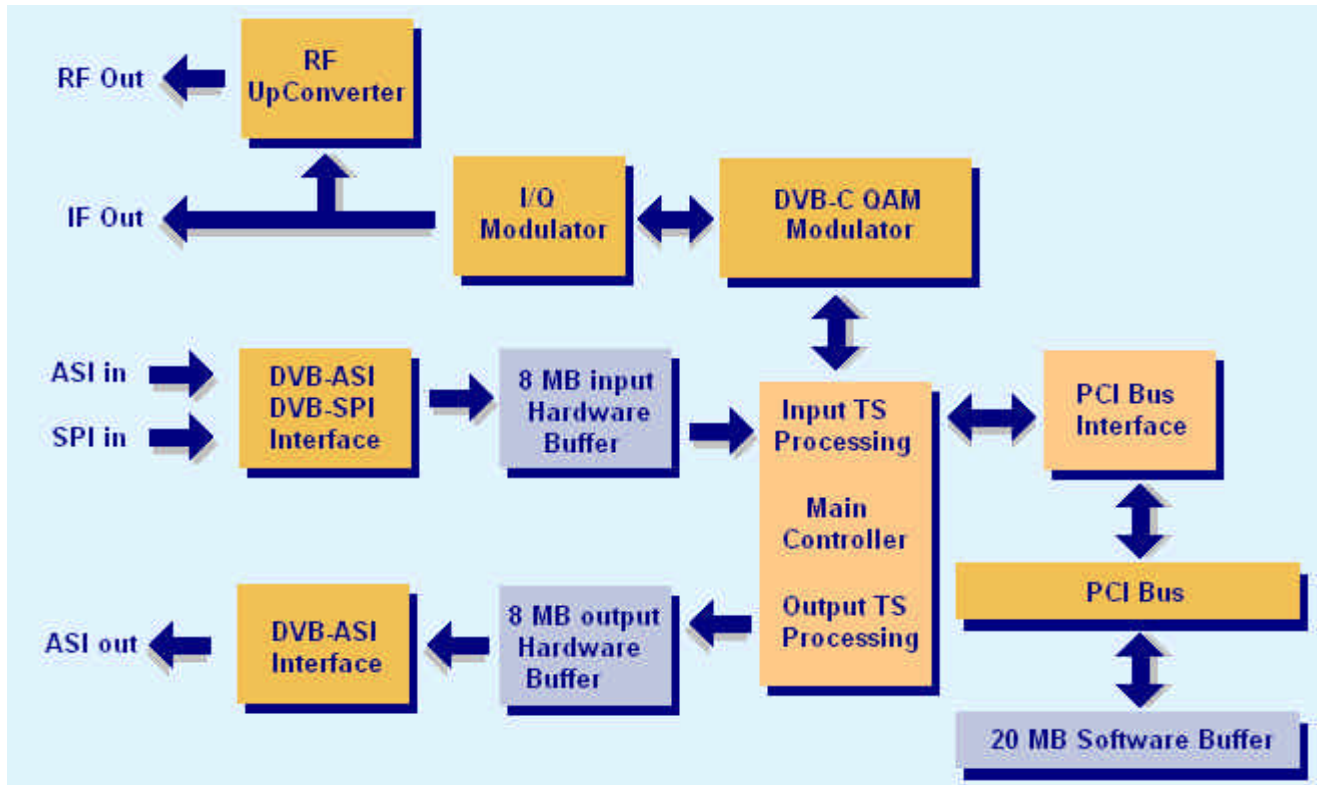 RF Out
RF
UpConverter
IF Out
I/Q
Modulator
DVB-C QAM
Modulator
ASI in
SPI in
DVB-ASI
DVB-SPI
Interface
8 MB input
Hardware
Buffer
Input TS
Processing
Main
Controller
Output TS
Processing
PCI Bus
Interface
PCI Bus
20 MB Software Buffer
ASI out
DVB-ASI
Interface
8 MB output
Hardware
Buffer